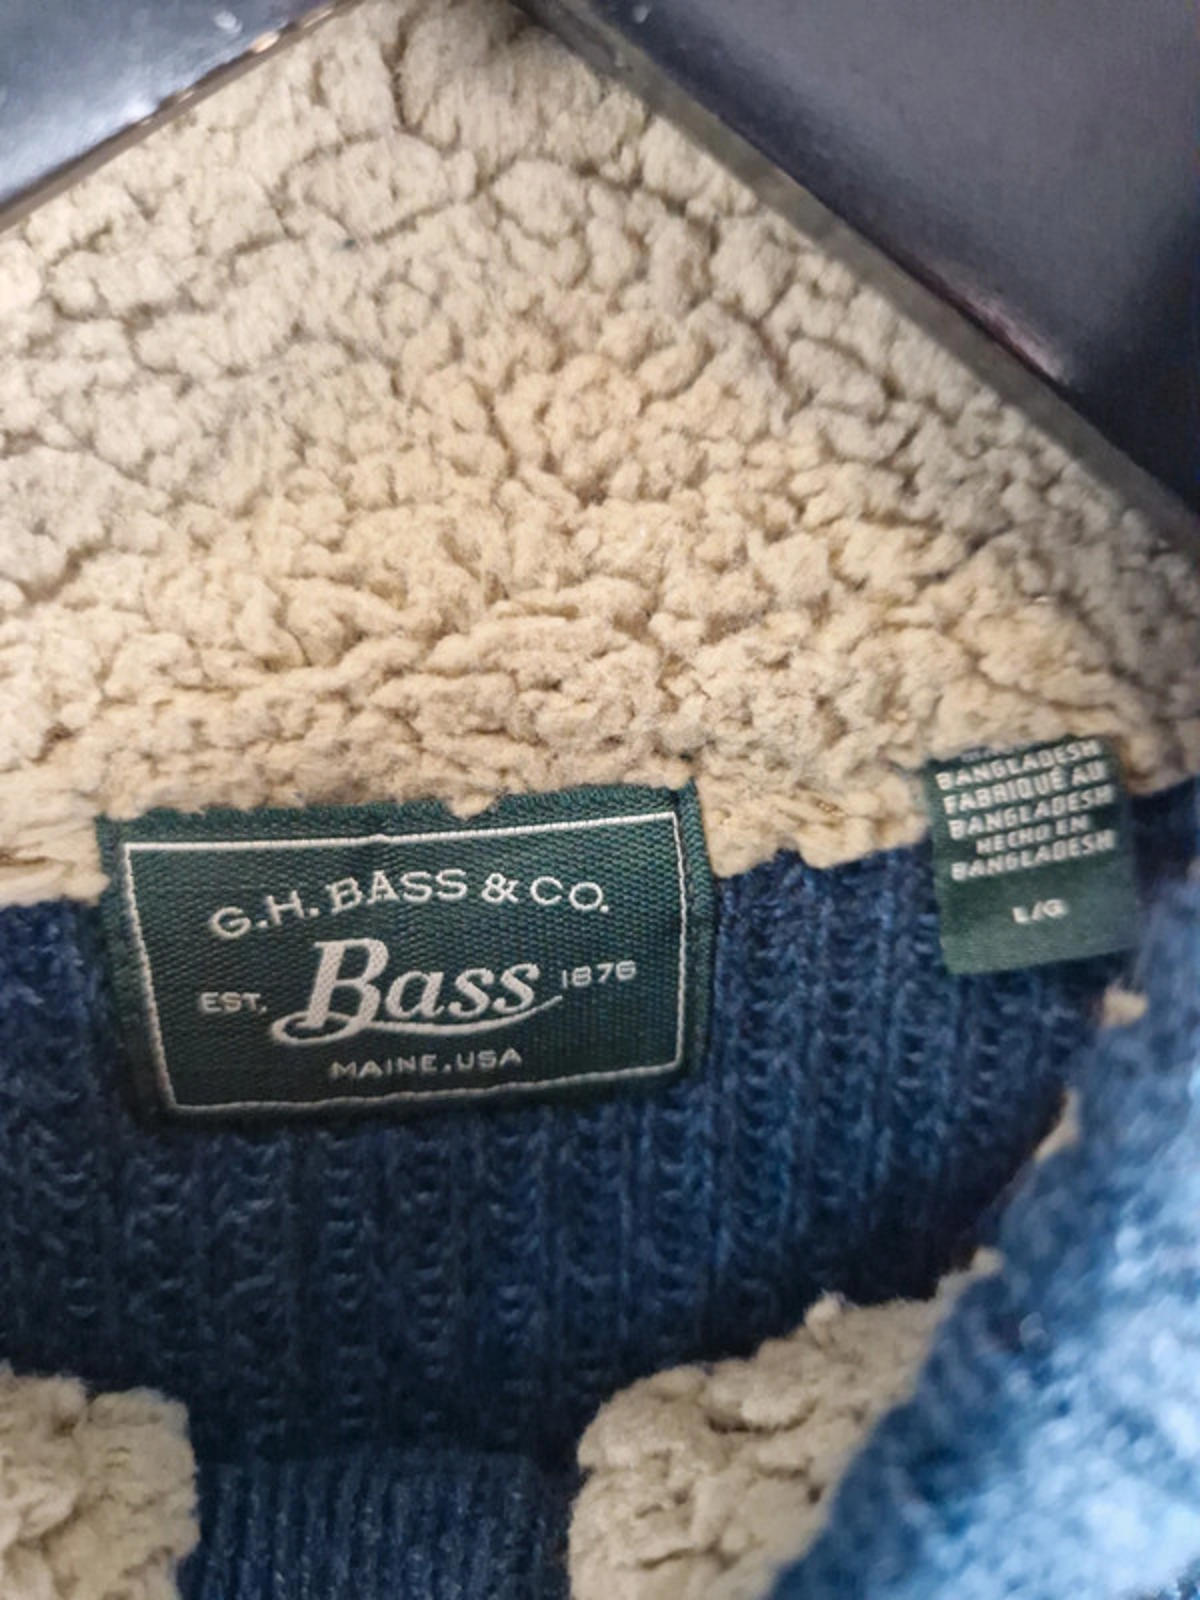 G.H. BASS & CO.
EST. Bass 1876
MAINE, USA
BANGLADESH
FABRIQUÉ AU
BANGLADESH
HECHO EN
BANGLADESH
L/G